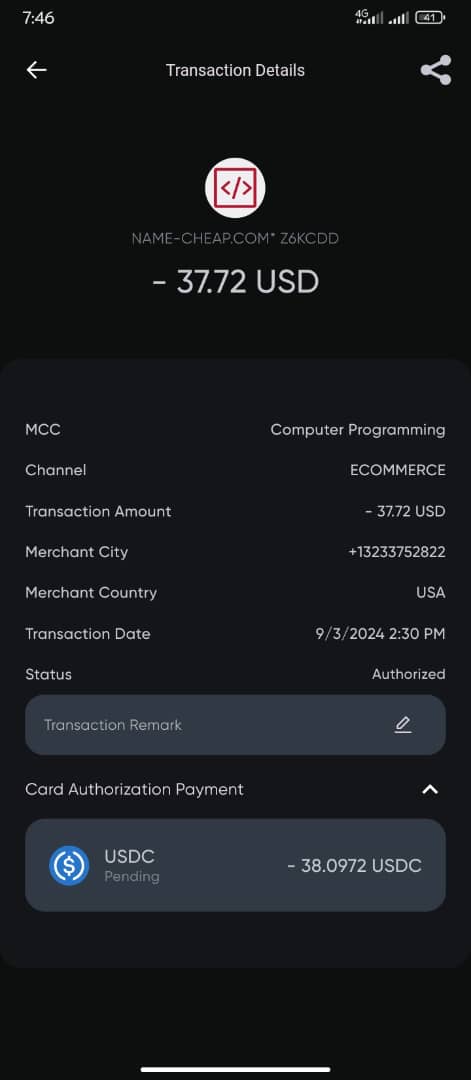 7:46
4G
41
Transaction Details
</>
NAME-CHEAP.COM* Z6KCDD
- 37.72 USD
MCC Computer Programming
Channel ECOMMERCE
Transaction Amount - 37.72 USD
Merchant City +13233752822
Merchant Country USA
Transaction Date 9/3/2024 2:30 PM
Status Authorized
Transaction Remark
Card Authorization Payment
USDC
Pending
- 38.0972 USDC